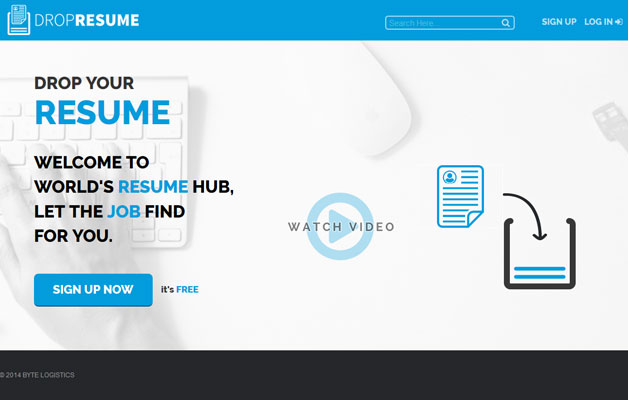 DROPRESUME
Search Here...
SIGN UP
LOG IN
DROP YOUR
RESUME
WELCOME TO
WORLD'S RESUME HUB,
LET THE JOB FIND
FOR YOU.
WATCH VIDEO
SIGN UP NOW
it's FREE
© 2014 BYTE LOGISTICS